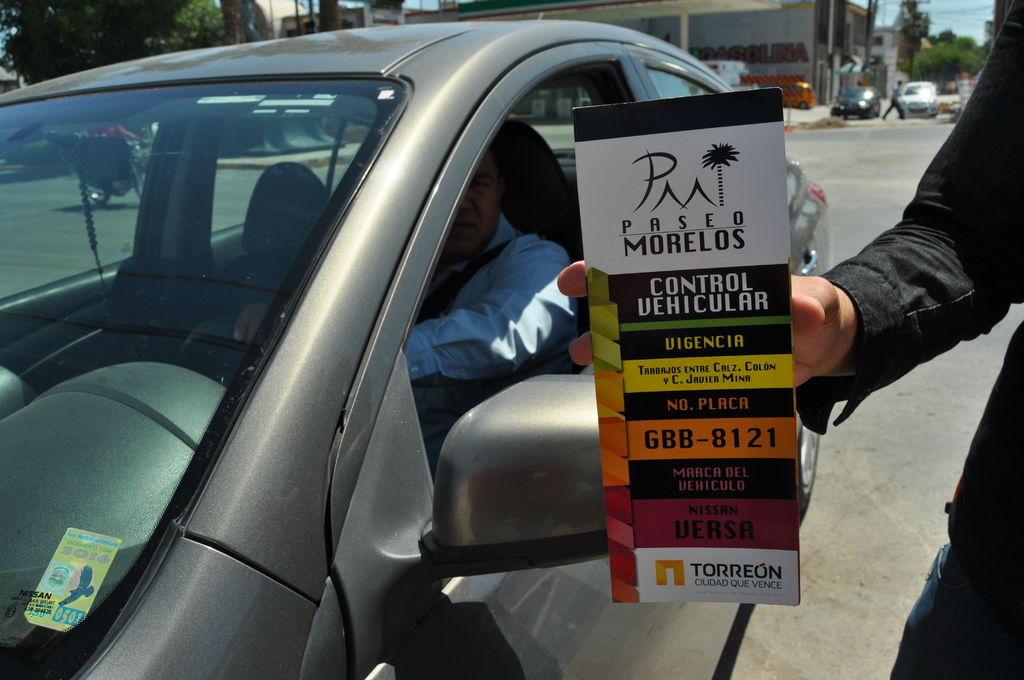 GASOLINA
PM
PASEO
MORELOS
CONTROL
VEHICULAR
VIGENCIA
TRABAJOS ENTRE CALZ. COLÓN
Y C. JAVIER MINA
NO. PLACA
GBB-8121
MARCA DEL
VEHICULO
NISSAN
VERSA
TORREÓN
CIUDAD QUE VENCE
2016
NISSAN